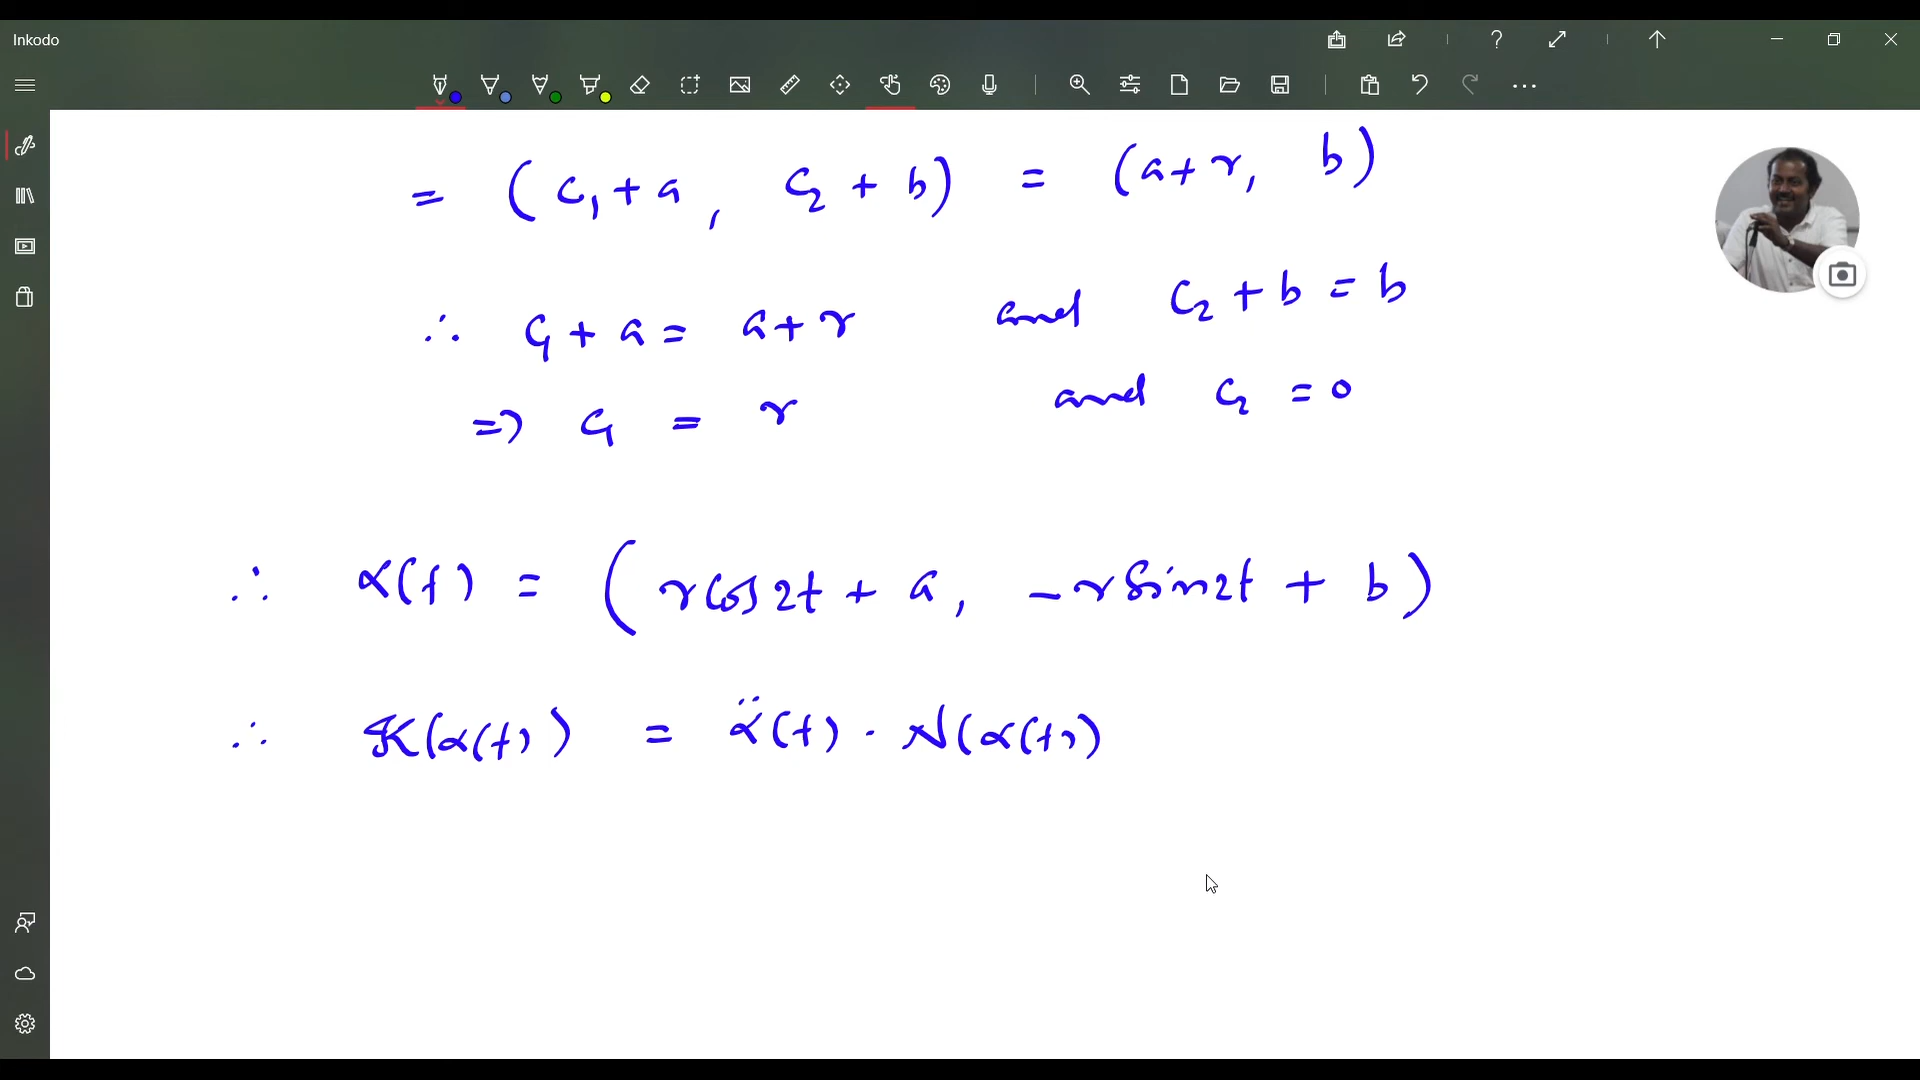 Inkodo
= (c₁ + a, c₂ + b) = (a + r, b)
∴ c₁ + a = a + r and c₂ + b = b
=> c₁ = r and c₂ = 0
∴ α(t) = (r cos 2t + a, - r sin 2t + b)
∴ K(α(t)) = α̈(t) · N(α(t))